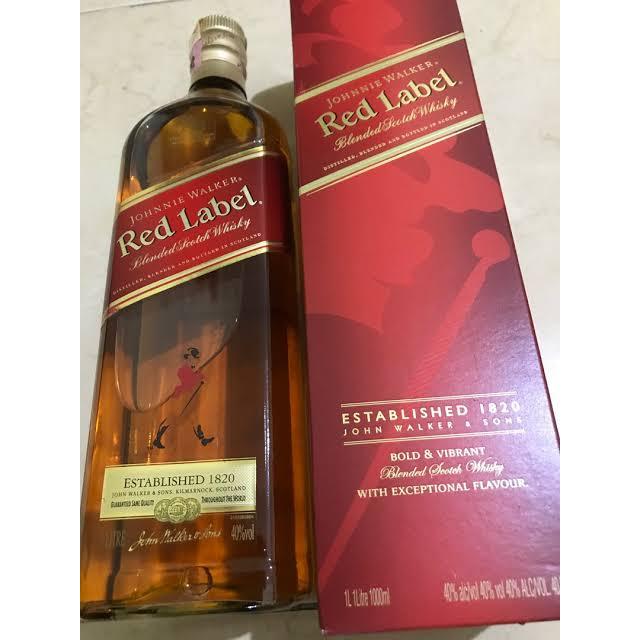 JOHNNIE WALKER®
Red Label®
Blended Scotch Whisky
DISTILLED, BLENDED AND BOTTLED IN SCOTLAND
ESTABLISHED 1820
JOHN WALKER & SONS, KILMARNOCK, SCOTLAND
GUARANTEED SAME QUALITY THROUGHOUT THE WORLD
LITRE John Walker & Sons 40%vol
JOHNNIE WALKER®
Red Label®
Blended Scotch Whisky
DISTILLED, BLENDED AND BOTTLED IN SCOTLAND
ESTABLISHED 1820
JOHN WALKER & SONS
BOLD & VIBRANT
Blended Scotch Whisky
WITH EXCEPTIONAL FLAVOUR.
1L 1Litre 1000ml 40% alc/vol 40% vol 40% ALC/VOL. 40